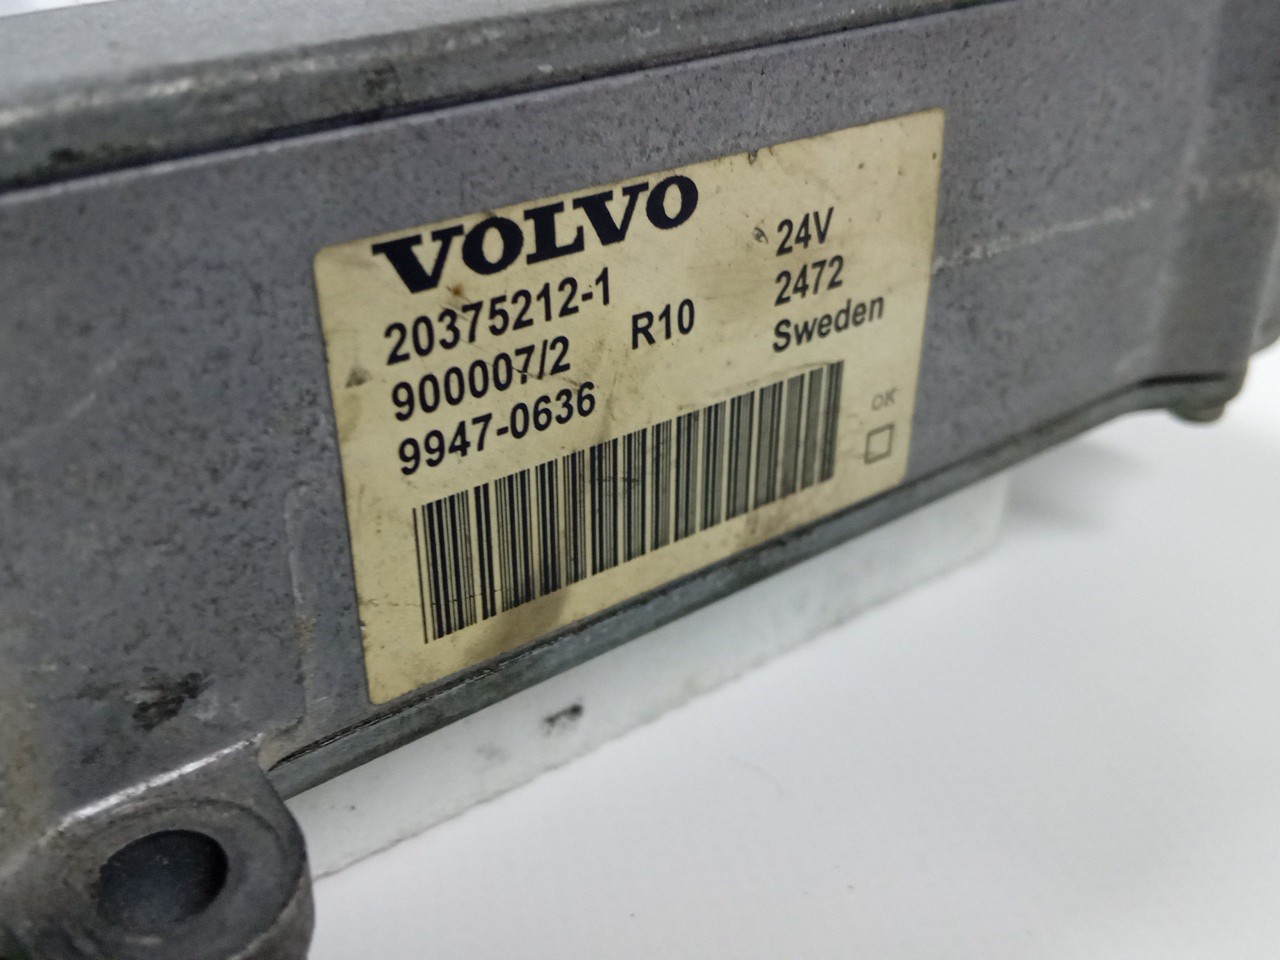 VOLVO
20375212-1
900007/2 R10
9947-0636
24V
2472
Sweden
OK